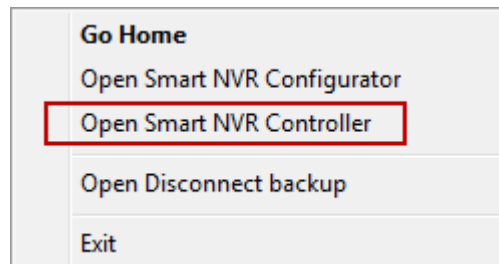 Go Home
Open Smart NVR Configurator
Open Smart NVR Controller
Open Disconnect backup
Exit